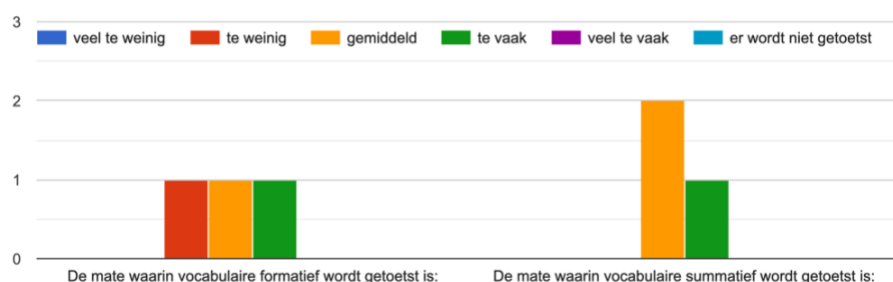 3
veel te weinig te weinig gemiddeld te vaak veel te vaak er wordt niet getoetst
2
1
0
De mate waarin vocabulaire formatief wordt getoetst is: De mate waarin vocabulaire summatief wordt getoetst is: